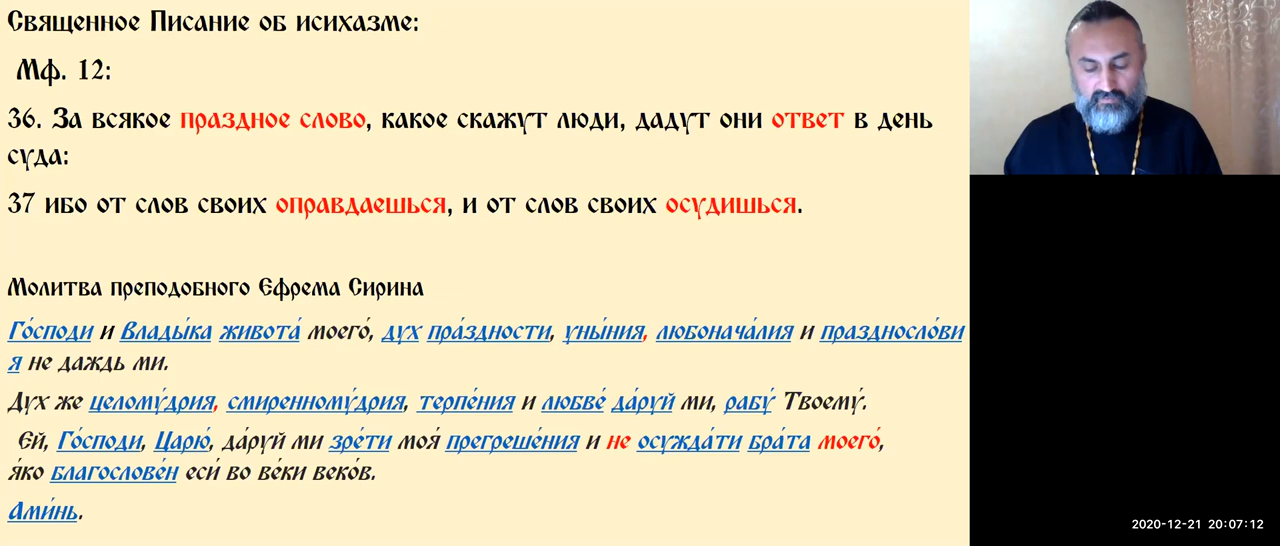 Священное Писание об исихазме:
Мф. 12:
36. За всякое праздное слово, какое скажут люди, дадут они ответ в день
суда:
37 ибо от слов своих оправдаешься, и от слов своих осудишься.
Молитва преподобного Ефрема Сирина
Го́споди и Влады́ка живота́ моего́, дух пра́здности, уны́ния, любонача́лия и праздносло́ви
я не даждь ми.
Дух же целому́дрия, смиренному́дрия, терпе́ния и любве́ да́руй ми, рабу́ Твоему́.
Ей, Го́споди, Царю́, да́руй ми зре́ти моя́ прегреше́ния и не осужда́ти бра́та моего́,
я́ко благослове́н еси́ во ве́ки веко́в.
Ами́нь.
2020-12-21 20:07:12